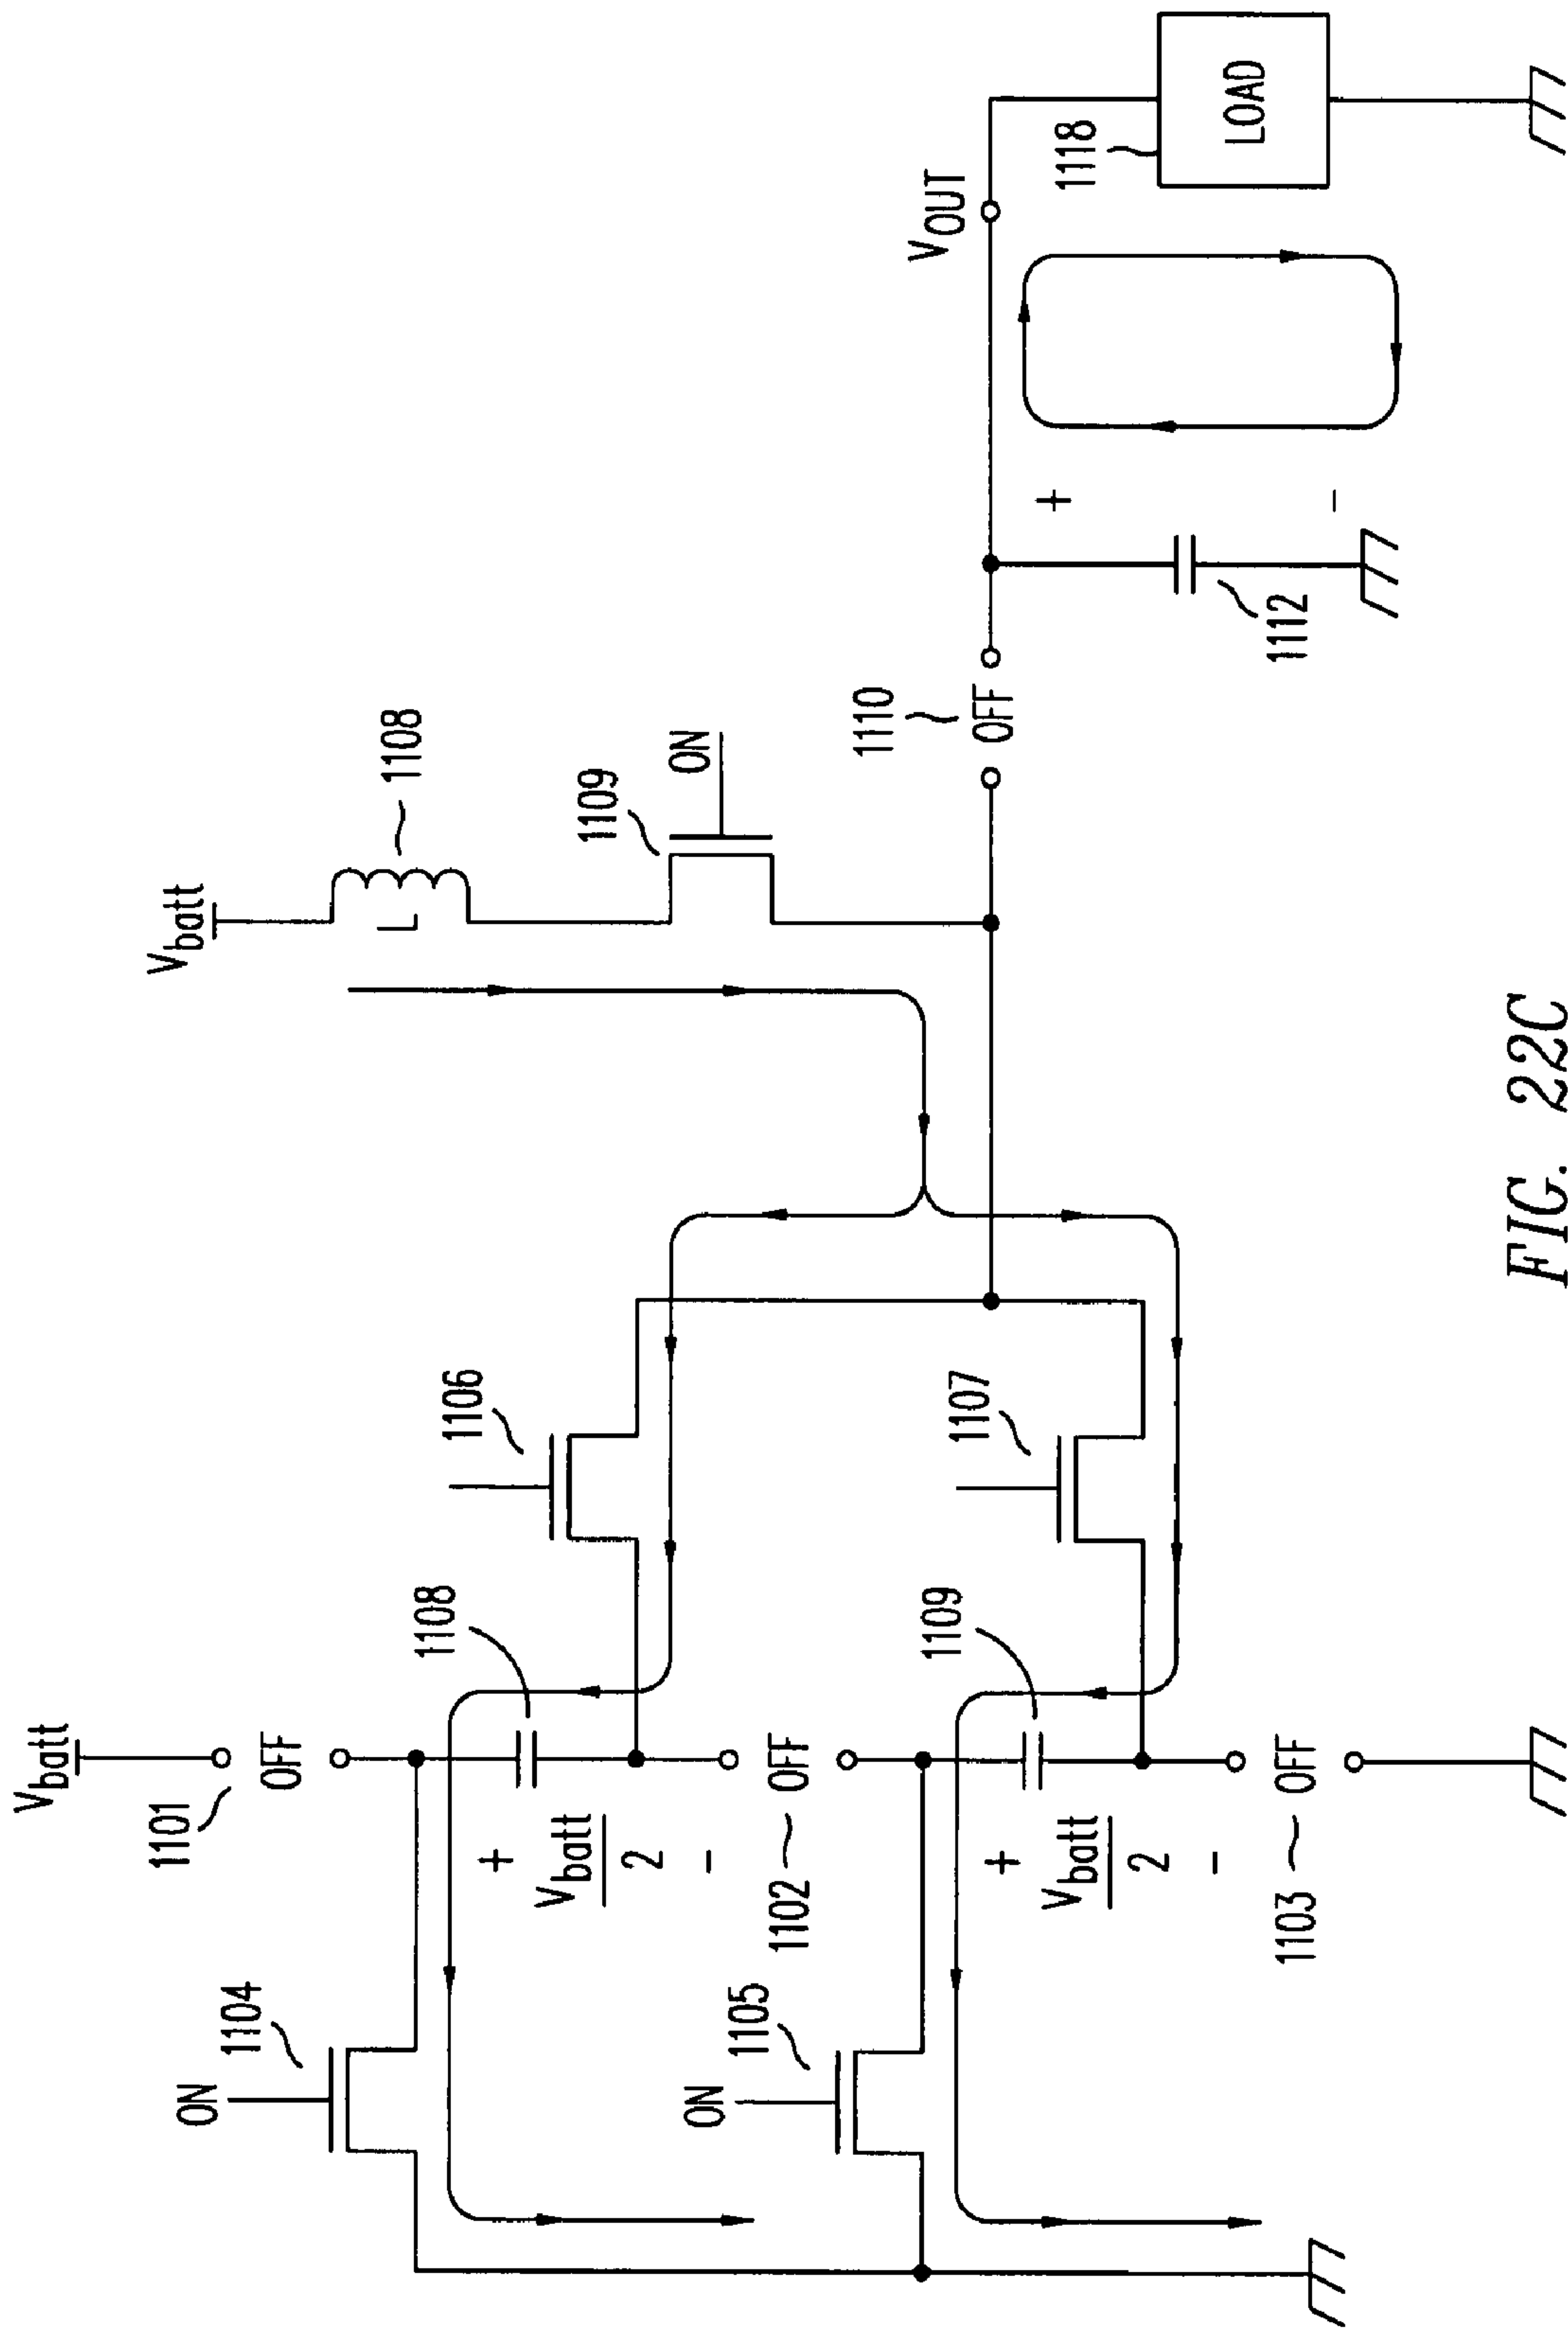 V_batt
1101
OFF
1104
ON
1108
+
V_batt
2
-
1106
V_batt
L
1108
1109
ON
1102
OFF
1105
ON
1109
+
V_batt
2
-
1107
1103
OFF
1110
OFF
V_OUT
1118
LOAD
+
-
1112
FIG. 22C